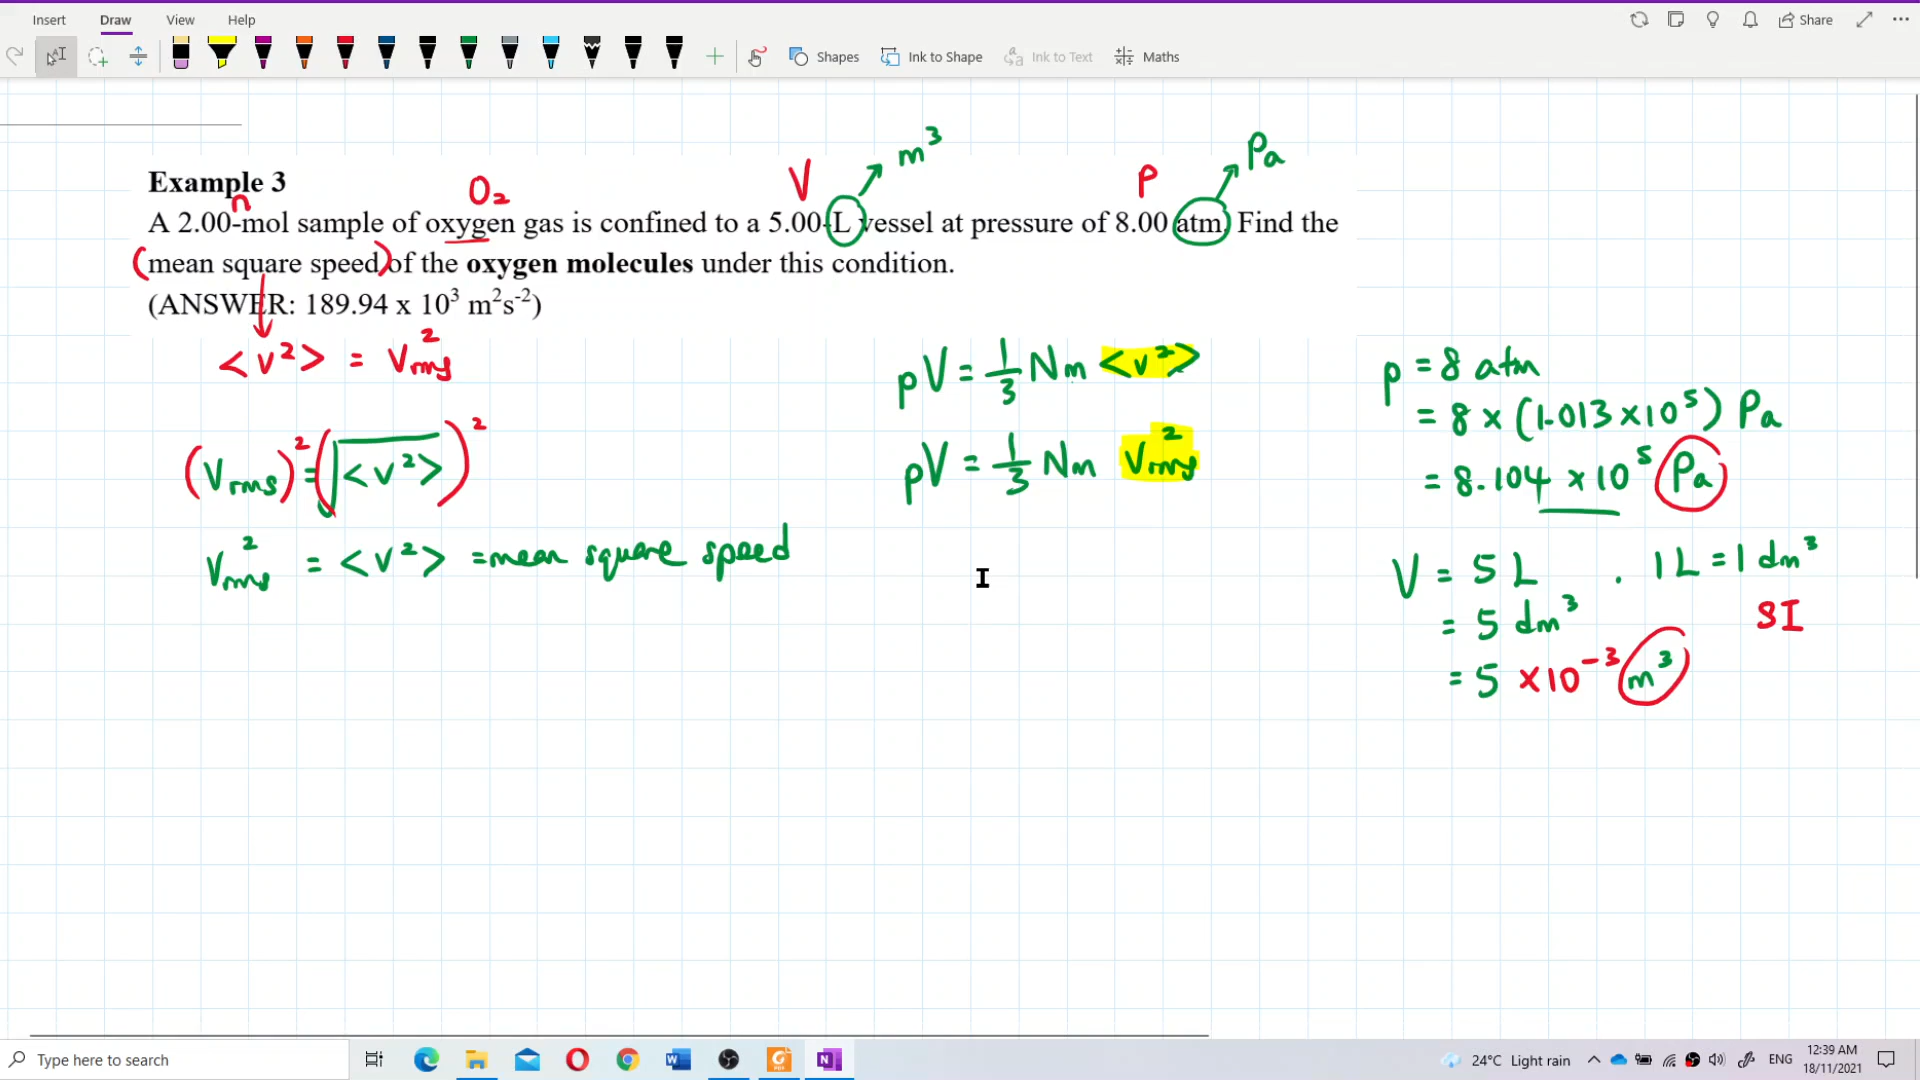 Insert Draw View Help Share
Shapes Ink to Shape Ink to Text Maths
m³
Pa
V
P
O₂
Example 3
n
A 2.00-mol sample of oxygen gas is confined to a 5.00-L vessel at pressure of 8.00 atm. Find the
(mean square speed) of the oxygen molecules under this condition.
(ANSWER: 189.94 x 10³ m²s⁻²)
<v²> = Vrms²
(Vrms)² = (√<v²>)²
Vrms² = <v²> = mean square speed
pV = 1/3 Nm <v²>
pV = 1/3 Nm Vrms²
p = 8 atm
= 8 × (1.013 × 10⁵) Pa
= 8.104 × 10⁵ Pa
V = 5 L . 1 L = 1 dm³
= 5 dm³ SI
= 5 × 10⁻³ m³
Type here to search
24°C Light rain
ENG
12:39 AM
18/11/2021